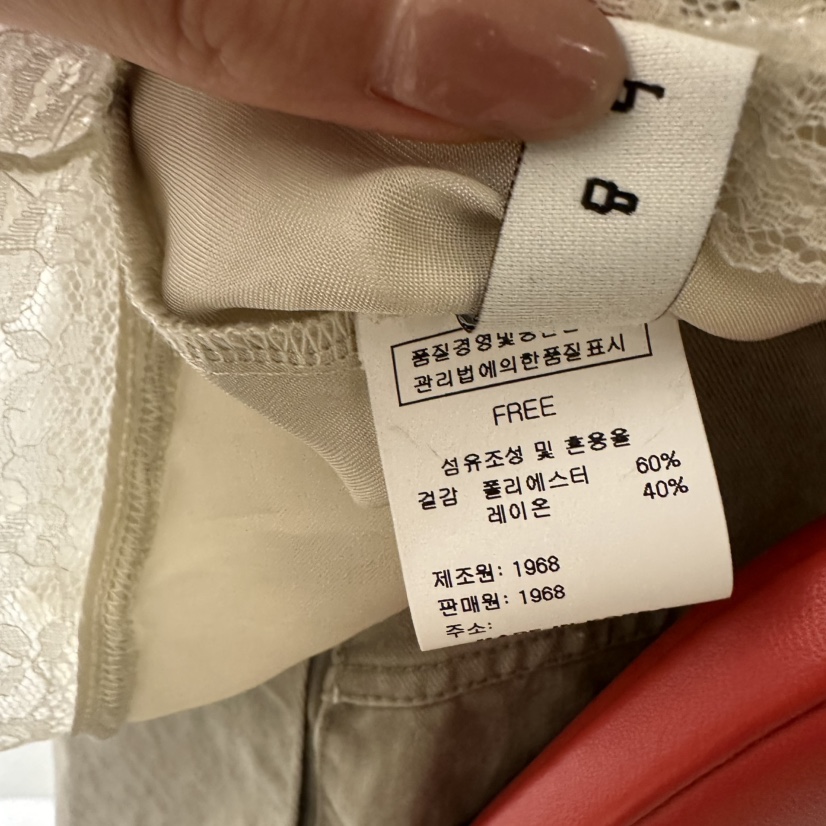 8
품질경영및공산품
관리법에의한품질표시
FREE
섬유조성 및 혼용율
겉감 폴리에스터 60%
레이온 40%
제조원: 1968
판매원: 1968
주소: